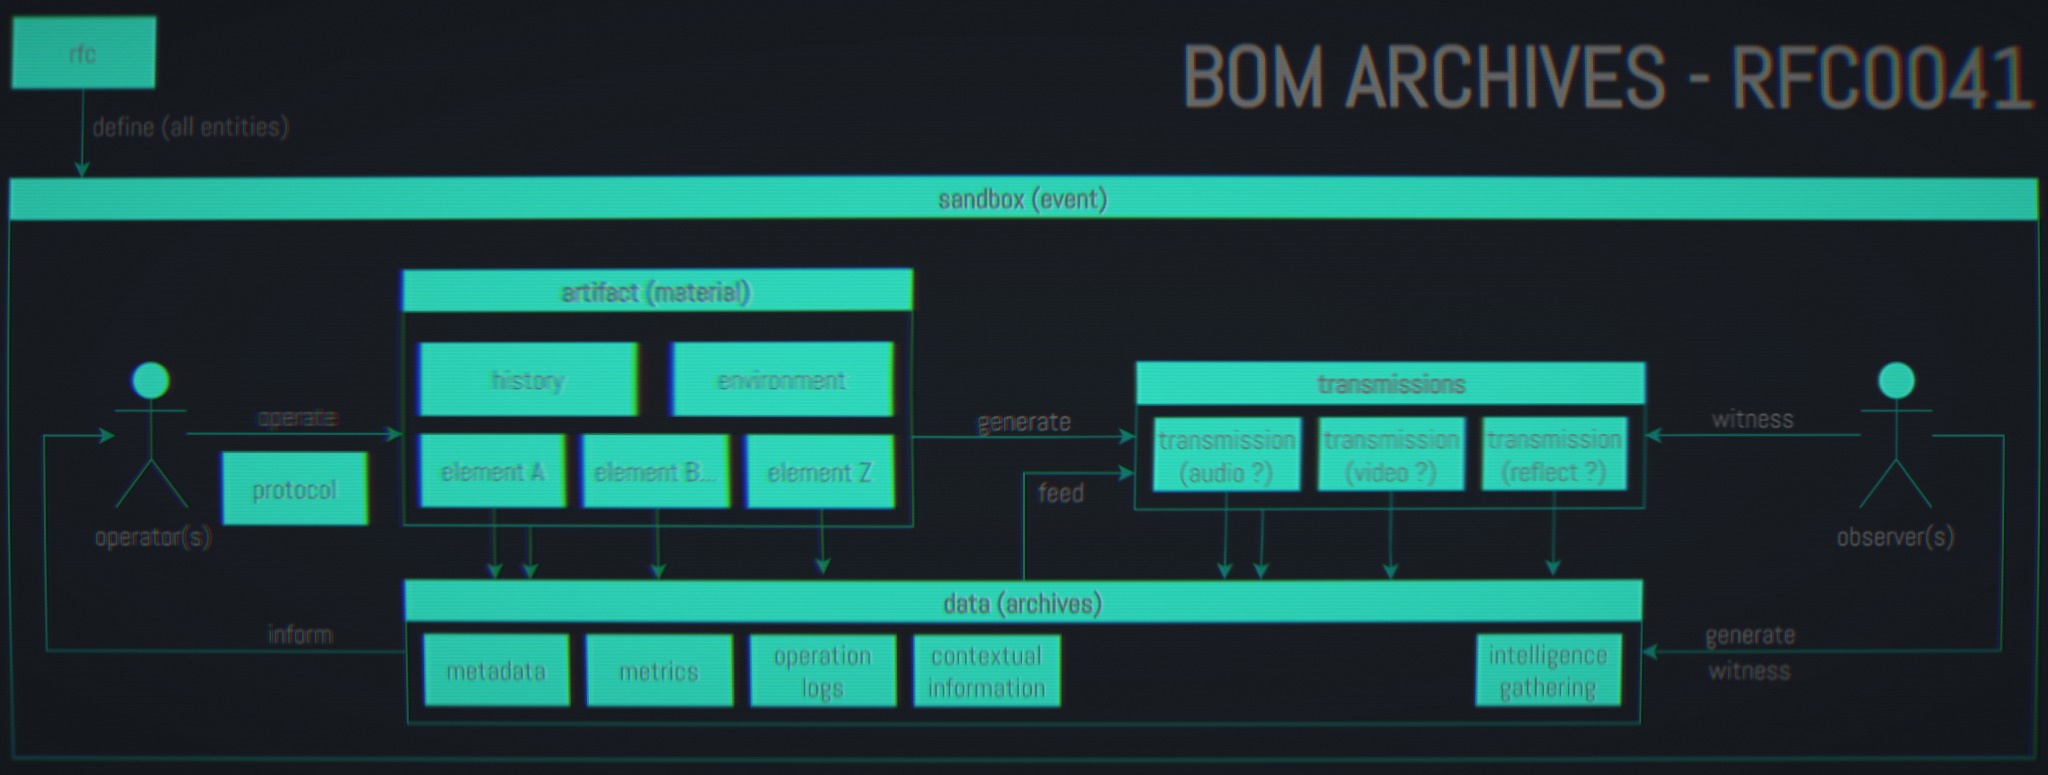 rfc
BOM ARCHIVES - RFC0041
define (all entities)
sandbox (event)
artifact (material)
history
environment
operate
element A
element B...
element Z
protocol
operator(s)
generate
feed
transmissions
transmission
(audio ?)
transmission
(video ?)
transmission
(reflect ?)
witness
observer(s)
data (archives)
inform
metadata
metrics
operation
logs
contextual
information
intelligence
gathering
generate
witness